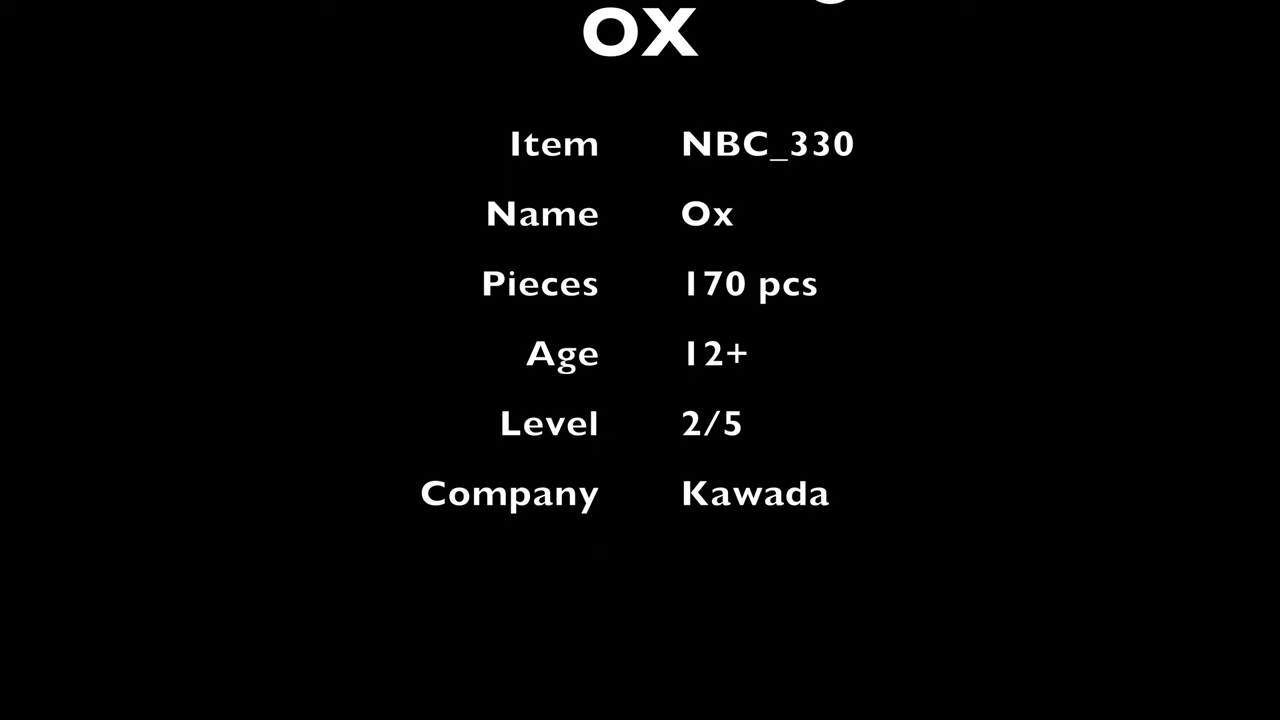 OX
Item NBC_330
Name Ox
Pieces 170 pcs
Age 12+
Level 2/5
Company Kawada